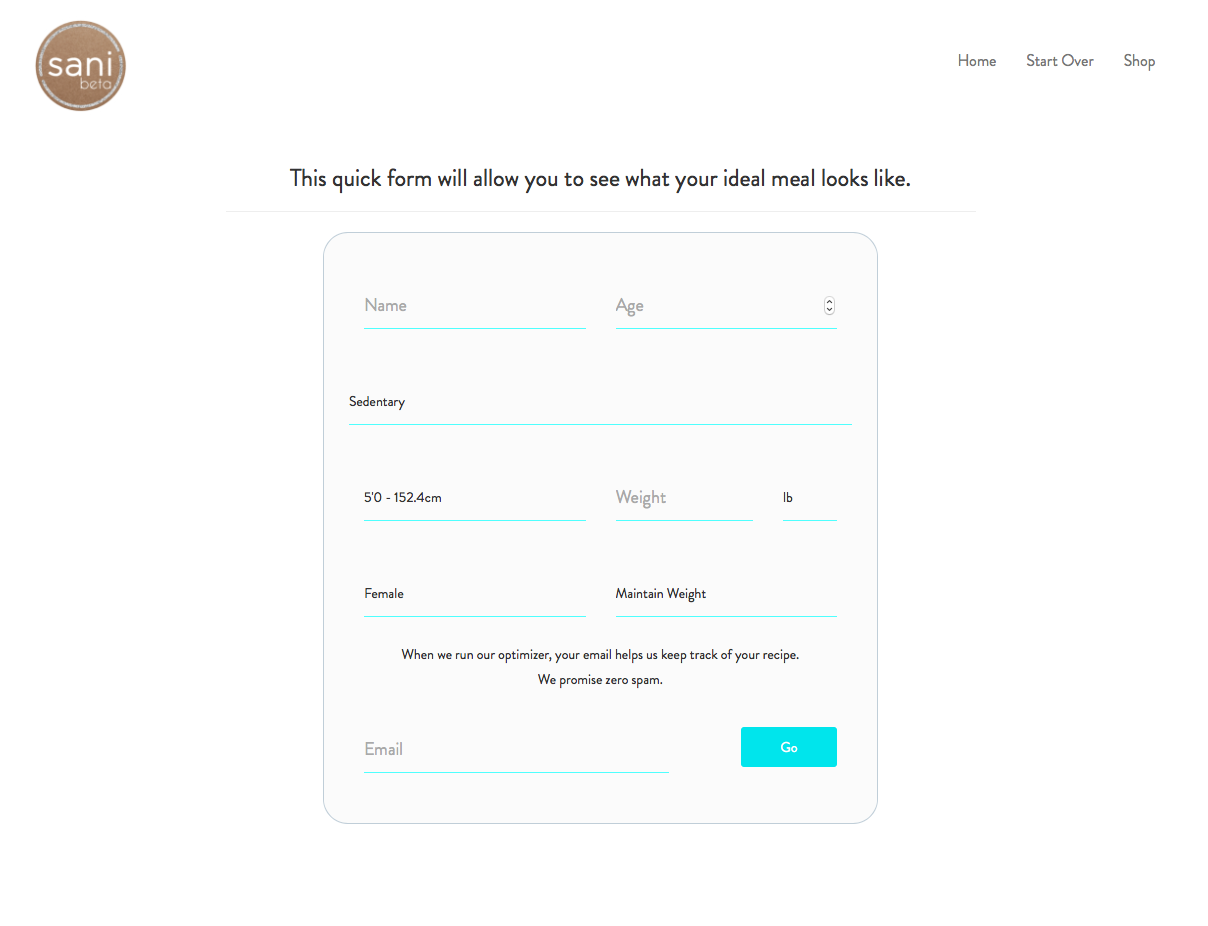 sani
beta
Home Start Over Shop
This quick form will allow you to see what your ideal meal looks like.
Name Age
Sedentary
5'0 - 152.4cm Weight lb
Female Maintain Weight
When we run our optimizer, your email helps us keep track of your recipe.
We promise zero spam.
Email Go